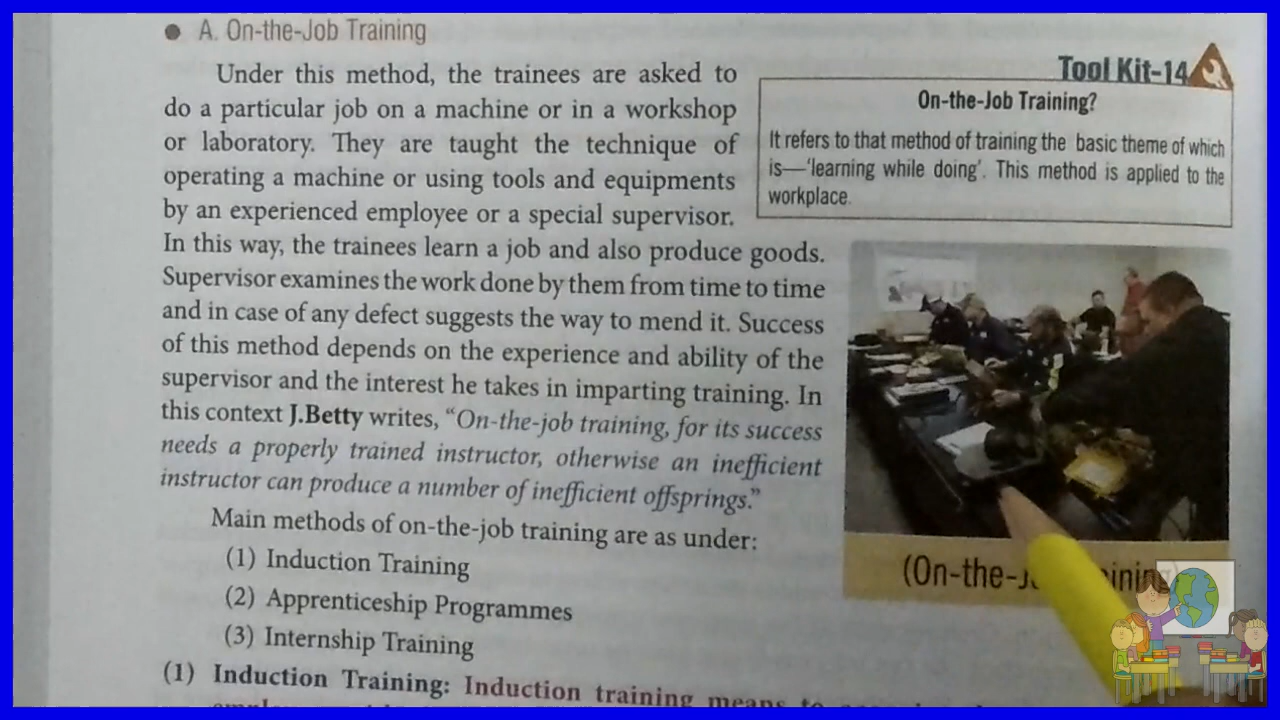 A. On-the-Job Training
Under this method, the trainees are asked to
do a particular job on a machine or in a workshop
or laboratory. They are taught the technique of
operating a machine or using tools and equipments
by an experienced employee or a special supervisor.
In this way, the trainees learn a job and also produce goods.
Supervisor examines the work done by them from time to time
and in case of any defect suggests the way to mend it. Success
of this method depends on the experience and ability of the
supervisor and the interest he takes in imparting training. In
this context J.Betty writes, “On-the-job training, for its success
needs a properly trained instructor, otherwise an inefficient
instructor can produce a number of inefficient offsprings.”
Main methods of on-the-job training are as under:
(1) Induction Training
(2) Apprenticeship Programmes
(3) Internship Training
(1) Induction Training: Induction training means to
Tool Kit-14
On-the-Job Training?
It refers to that method of training the basic theme of which
is—‘learning while doing’. This method is applied to the
workplace.
(On-the-